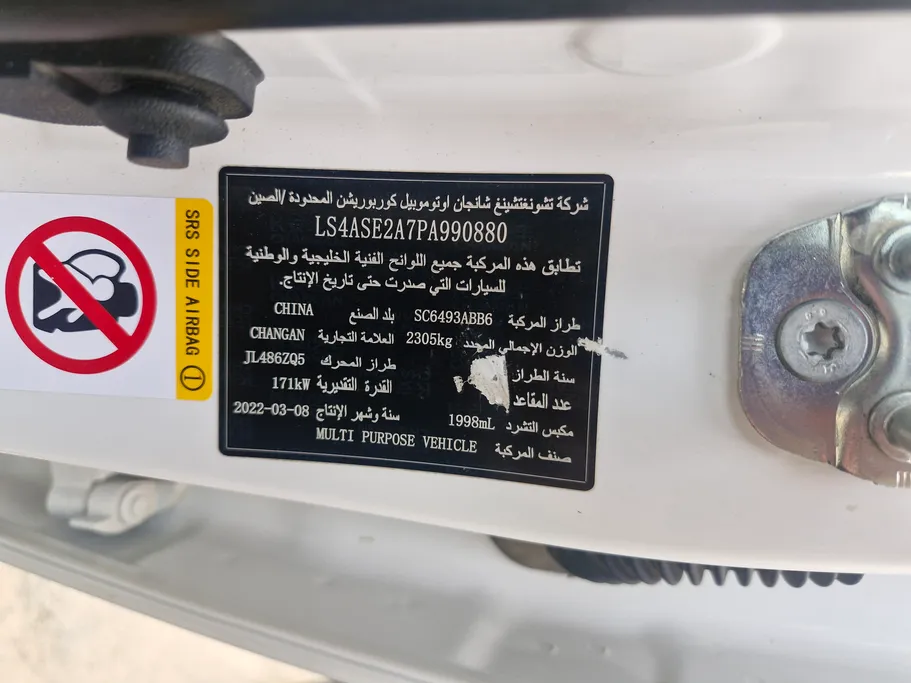 شركة تشونغتشينغ شانجان اوتوموبيل كوربوريشن المحدودة /الصين
LS4ASE2A7PA990880
تطابق هذه المركبة جميع اللوائح الفنية الخليجية والوطنية
للسيارات التي صدرت حتى تاريخ الإنتاج.
طراز المركبة SC6493ABB6 بلد الصنع CHINA
الوزن الإجمالي المحدد 2305kg العلامة التجارية CHANGAN
سنة الطراز طراز المحرك JL486ZQ5
عدد المقاعد القدرة التقديرية 171kW
مكبس التشرد 1998mL سنة وشهر الإنتاج 2022-03-08
صنف المركبة MULTI PURPOSE VEHICLE
SRS SIDE AIRBAG ①